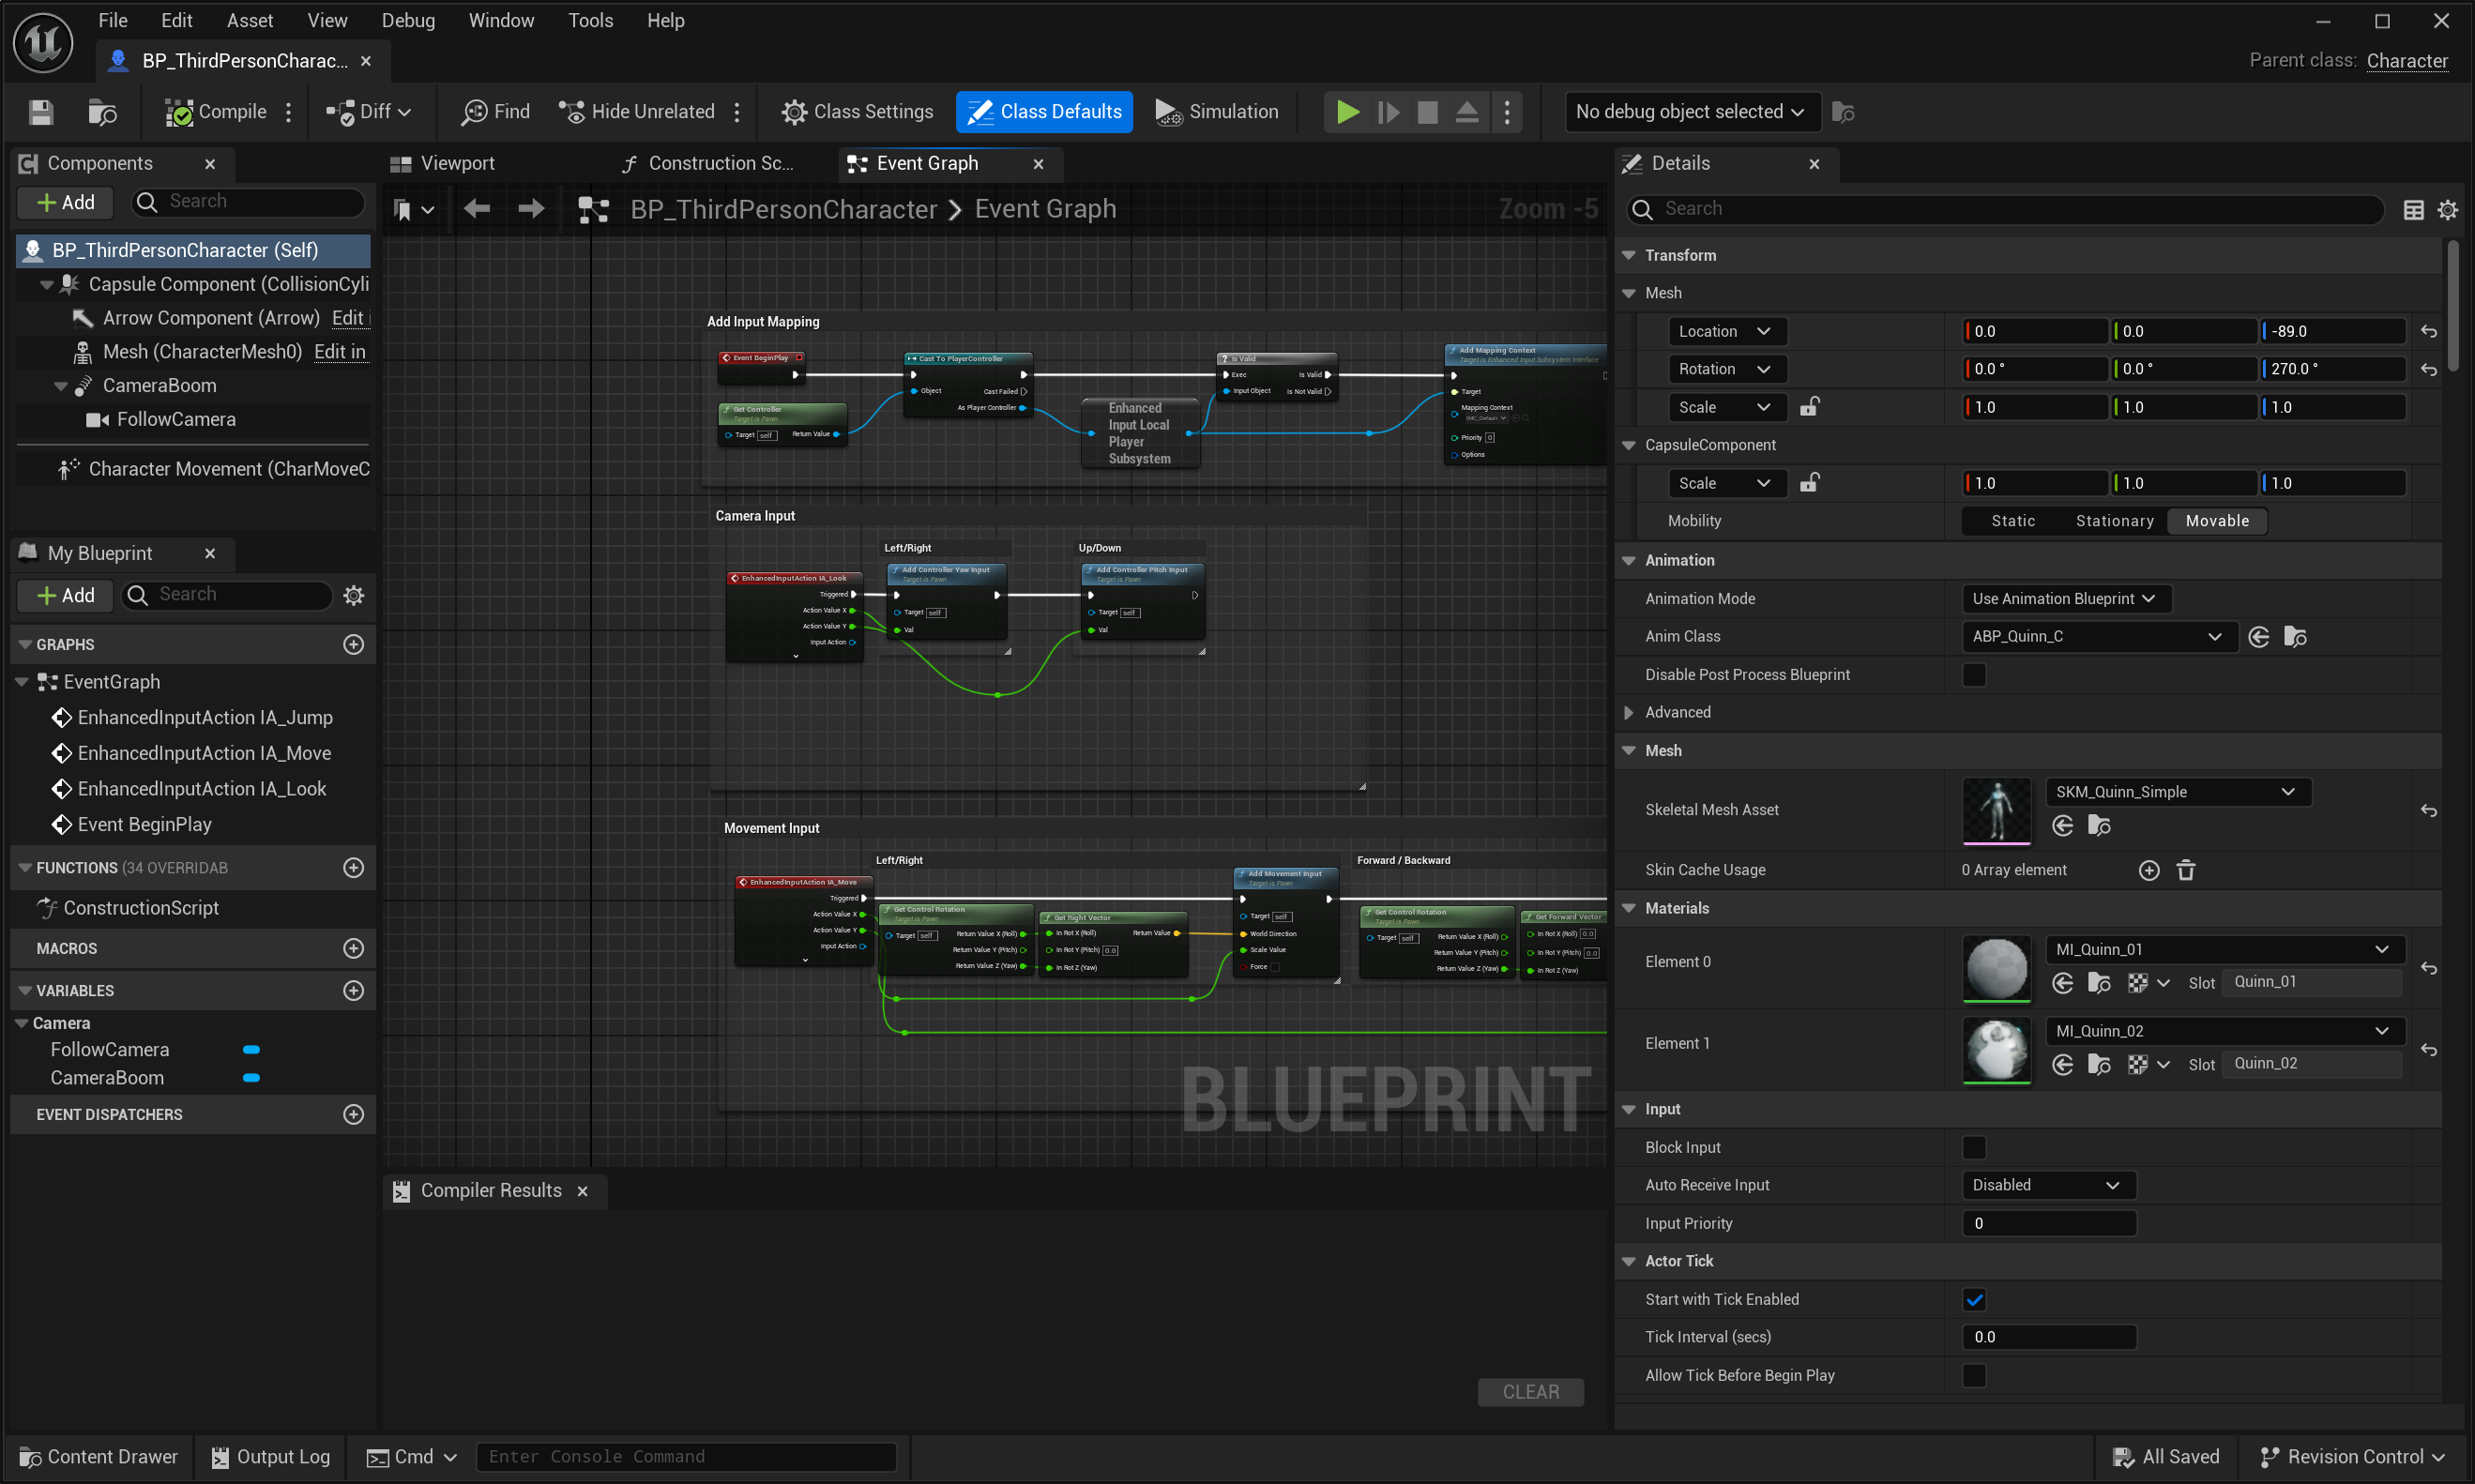 File Edit Asset View Debug Window Tools Help
BP_ThirdPersonCharac...
Parent class: Character
Compile Diff Find Hide Unrelated Class Settings Class Defaults Simulation No debug object selected
Components
Add Search
BP_ThirdPersonCharacter (Self)
Capsule Component (CollisionCyli
Arrow Component (Arrow) Edit i
Mesh (CharacterMesh0) Edit in
CameraBoom
FollowCamera
Character Movement (CharMoveC
My Blueprint
Add Search
GRAPHS
EventGraph
EnhancedInputAction IA_Jump
EnhancedInputAction IA_Move
EnhancedInputAction IA_Look
Event BeginPlay
FUNCTIONS (34 OVERRIDAB
ConstructionScript
MACROS
VARIABLES
Camera
FollowCamera
CameraBoom
EVENT DISPATCHERS
Viewport Construction Sc... Event Graph
BP_ThirdPersonCharacter > Event Graph Zoom -5
Add Input Mapping
Event BeginPlay
Get Controller
Target is Pawn
Target self Return Value
Cast To PlayerController
Object Cast Failed
As Player Controller
Enhanced
Input Local
Player
Subsystem
Is Valid
Exec Is Valid
Input Object Is Not Valid
Add Mapping Context
Target is Enhanced Input Subsystem Interface
Target
Mapping Context
IMC_Default
Priority 0
Options
Camera Input
Left/Right Up/Down
EnhancedInputAction IA_Look
Triggered
Action Value X
Action Value Y
Input Action
Add Controller Yaw Input
Target is Pawn
Target self
Val
Add Controller Pitch Input
Target is Pawn
Target self
Val
Movement Input
Left/Right Forward / Backward
EnhancedInputAction IA_Move
Triggered
Action Value X
Action Value Y
Input Action
Get Control Rotation
Target is Pawn
Target self Return Value X (Roll)
Return Value Y (Pitch)
Return Value Z (Yaw)
Get Right Vector
In Rot X (Roll) Return Value
In Rot Y (Pitch) 0.0
In Rot Z (Yaw)
Add Movement Input
Target is Pawn
Target self
World Direction
Scale Value
Force
Get Control Rotation
Target is Pawn
Target self Return Value X (Roll)
Return Value Y (Pitch)
Return Value Z (Yaw)
Get Forward Vector
In Rot X (Roll) 0.0
In Rot Y (Pitch) 0.0
In Rot Z (Yaw)
BLUEPRINT
Compiler Results
CLEAR
Details
Search
Transform
Mesh
Location 0.0 0.0 -89.0
Rotation 0.0 ° 0.0 ° 270.0 °
Scale 1.0 1.0 1.0
CapsuleComponent
Scale 1.0 1.0 1.0
Mobility Static Stationary Movable
Animation
Animation Mode Use Animation Blueprint
Anim Class ABP_Quinn_C
Disable Post Process Blueprint
Advanced
Mesh
Skeletal Mesh Asset SKM_Quinn_Simple
Skin Cache Usage 0 Array element
Materials
Element 0 MI_Quinn_01
Slot Quinn_01
Element 1 MI_Quinn_02
Slot Quinn_02
Input
Block Input
Auto Receive Input Disabled
Input Priority 0
Actor Tick
Start with Tick Enabled
Tick Interval (secs) 0.0
Allow Tick Before Begin Play
Content Drawer Output Log Cmd Enter Console Command All Saved Revision Control